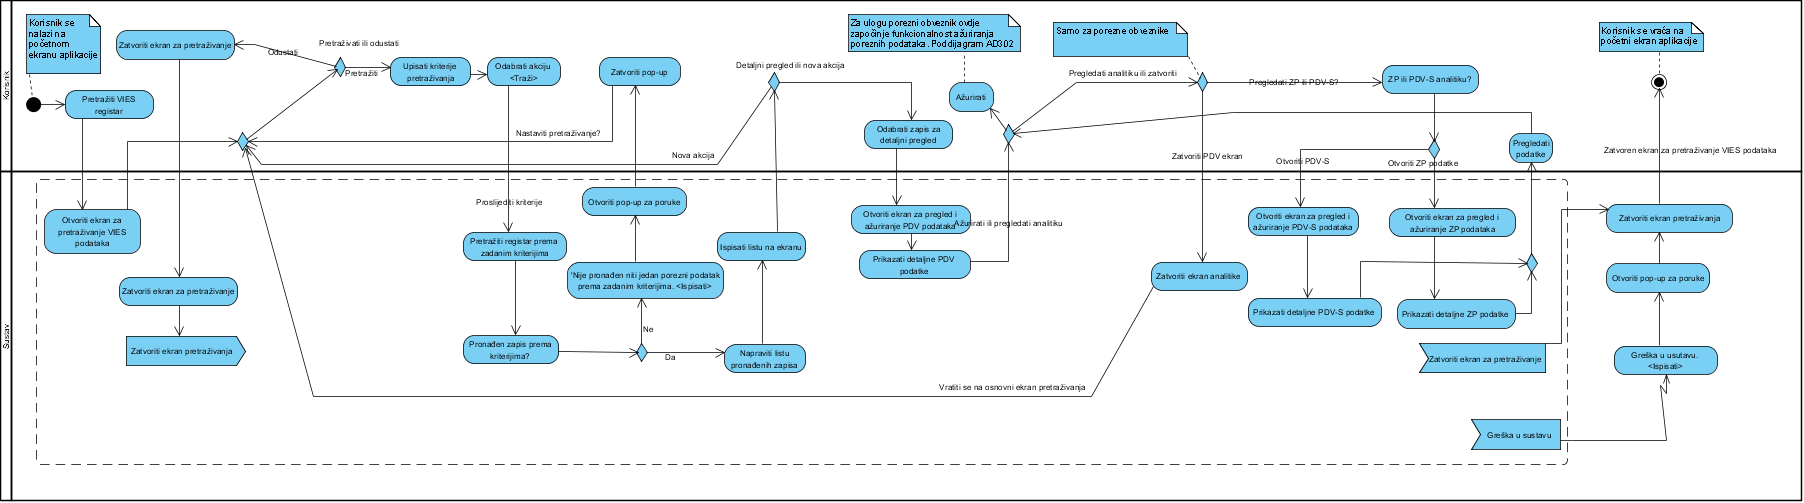 Korisnik
Korisnik se
nalazi na
početnom
ekranu aplikacije
Pretražiti VIES
registar
Zatvoriti ekran za pretraživanje
Odustati
Pretraživati ili odustati
Pretražiti
Upisati kriterije
pretraživanja
Odabrati akciju
<Traži>
Zatvoriti pop-up
Nastaviti pretraživanje?
Nova akcija
Detaljni pregled ili nova akcija
Za ulogu porezni obveznik ovdje
započinje funkcionalnost ažuriranja
poreznih podataka. Poddijagram AD302
Odabrati zapis za
detaljni pregled
Ažurirati
Samo za porezne obveznike
Pregledati analitiku ili zatvoriti
Pregledati ZP ili PDV-S?
ZP ili PDV-S analitiku?
Zatvoriti PDV ekran
Otvoriti PDV-S
Otvoriti ZP podatke
Pregledati
podatke
Korisnik se vraća na
početni ekran aplikacije
Zatvoren ekran za pretraživanje VIES podataka
Sustav
Otvoriti ekran za
pretraživanje VIES
podataka
Zatvoriti ekran za pretraživanje
Zatvoriti ekran pretraživanja
Proslijediti kriterije
Pretražiti registar prema
zadanim kriterijima
Pronađen zapis prema
kriterijima?
Otvoriti pop-up za poruke
'Nije pronađen niti jedan porezni podatak
prema zadanim kriterijima. <Ispisati>
Ne
Da
Ispisati listu na ekranu
Napraviti listu
pronađenih zapisa
Otvoriti ekran za pregled i
ažuriranje PDV podataka
Ažurirati ili pregledati analitiku
Prikazati detaljne PDV
podatke
Vratiti se na osnovni ekran pretraživanja
Zatvoriti ekran analitike
Otvoriti ekran za pregled i
ažuriranje PDV-S podataka
Prikazati detaljne PDV-S podatke
Otvoriti ekran za pregled i
ažuriranje ZP podataka
Prikazati detaljne ZP podatke
Zatvoriti ekran za pretraživanje
Greška u sustavu
Zatvoriti ekran pretraživanja
Otvoriti pop-up za poruke
Greška u usutavu.
<Ispisati>